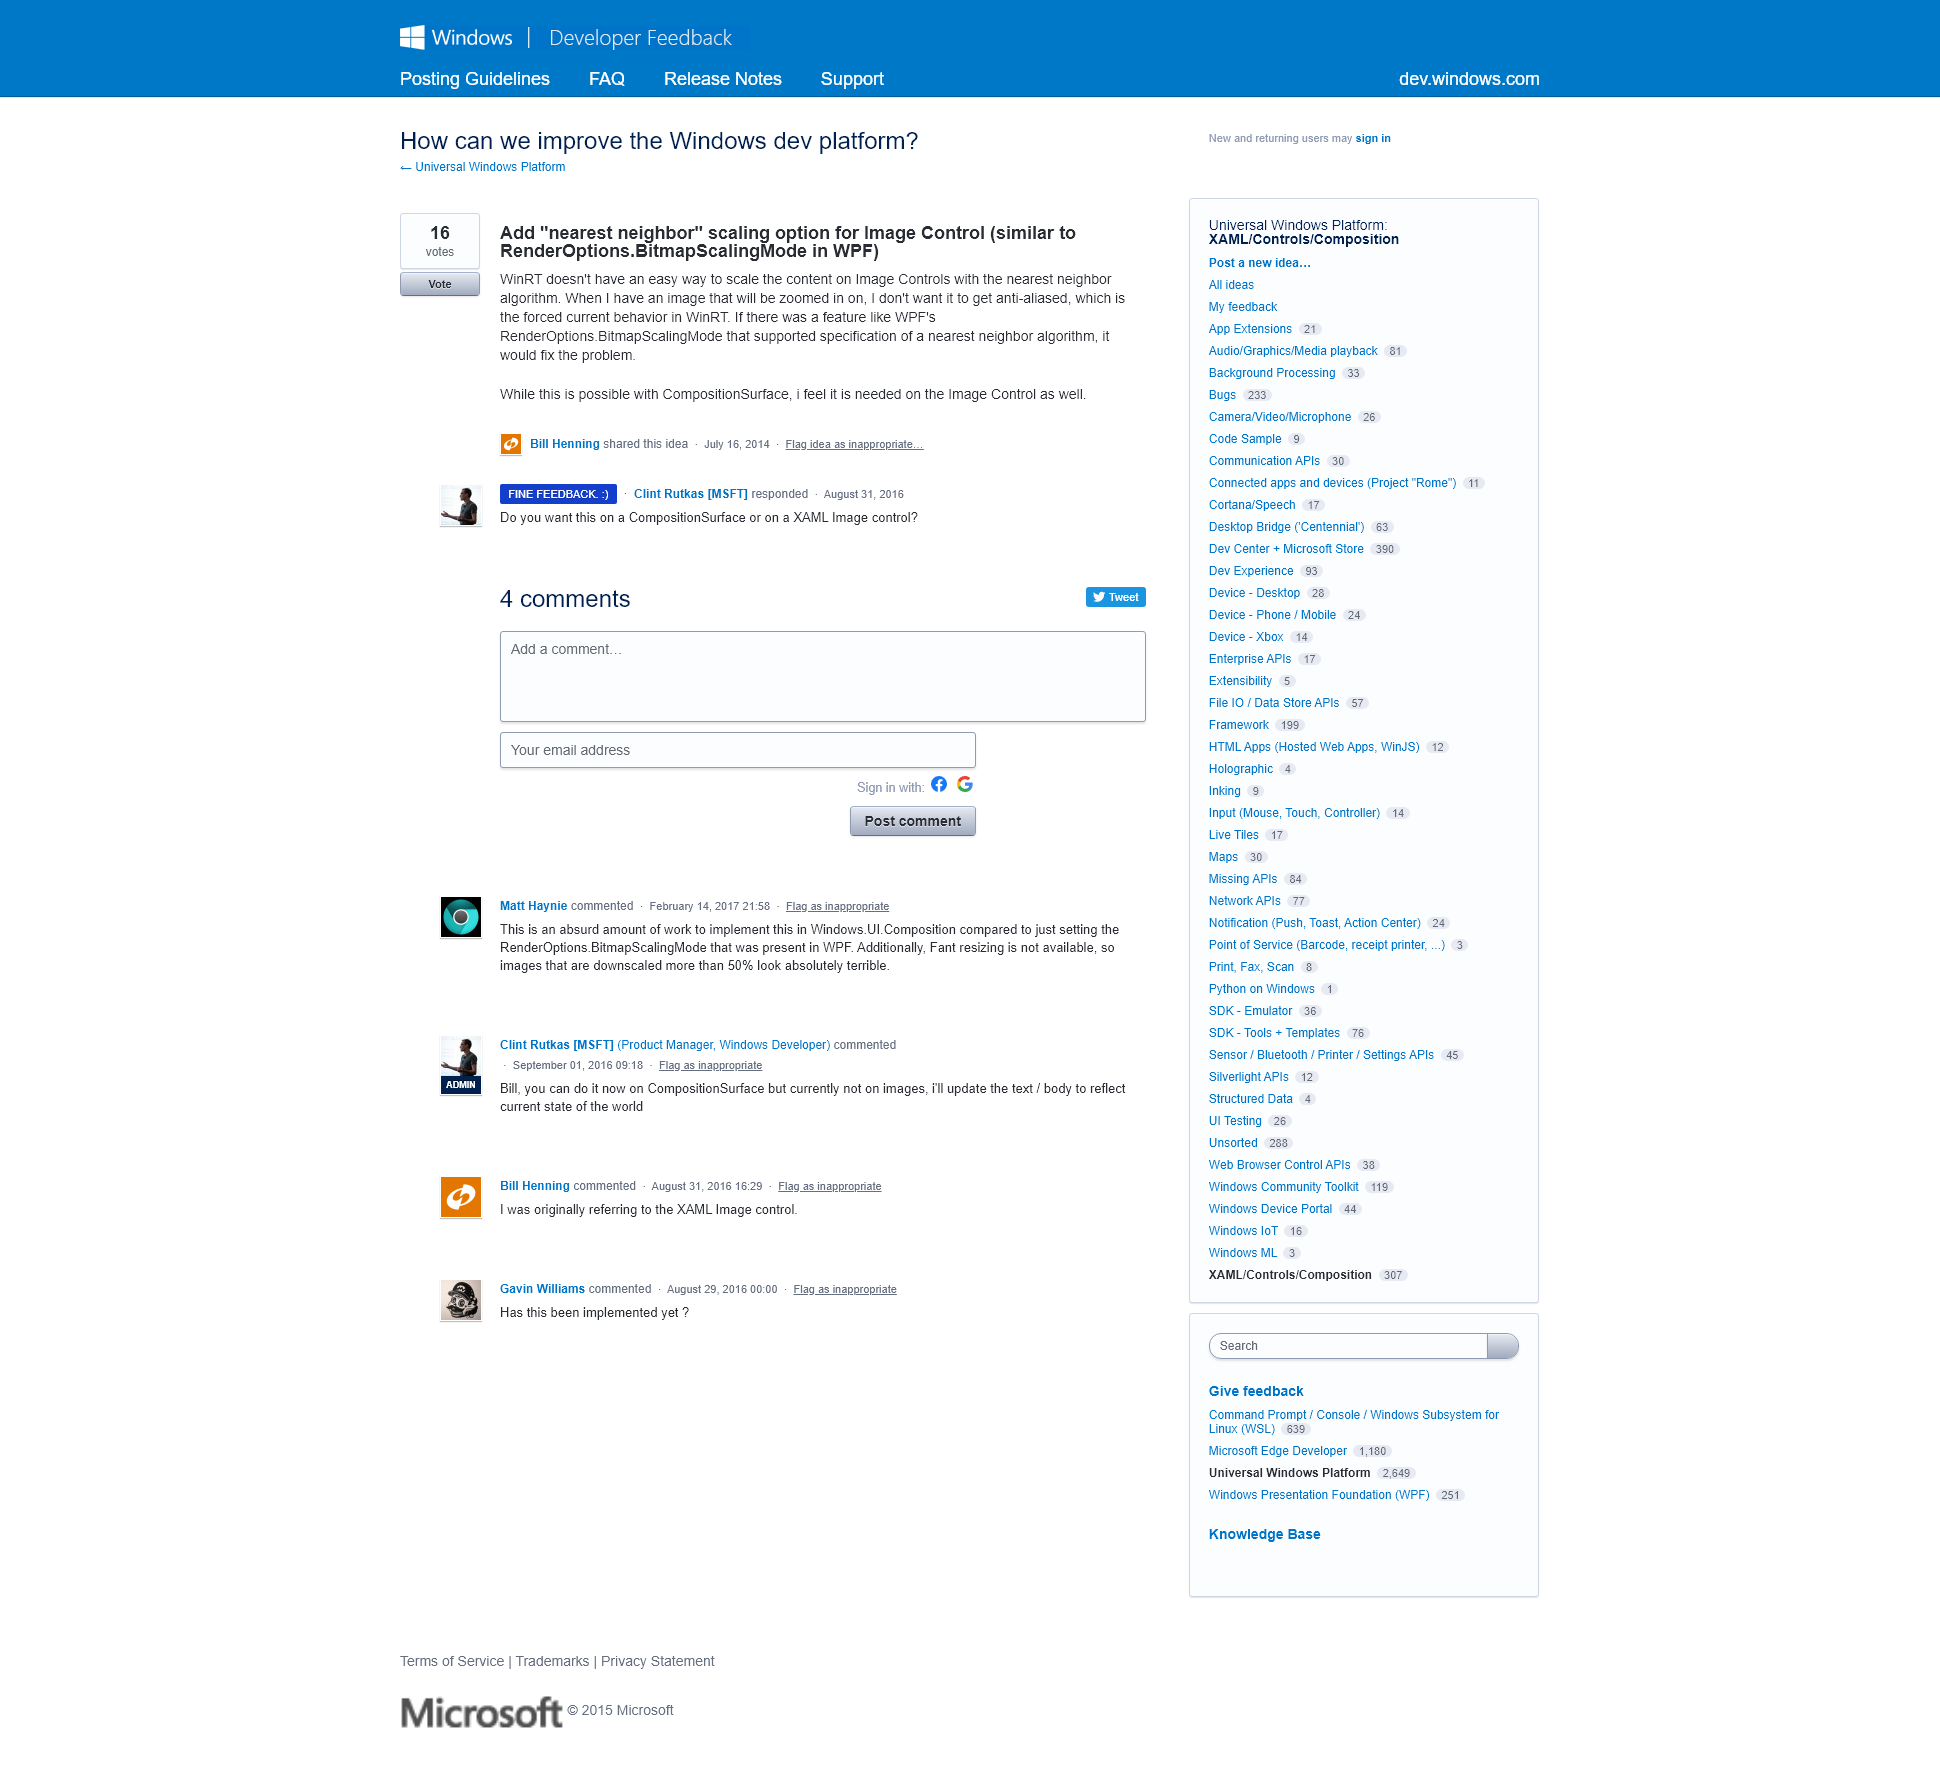 Windows | Developer Feedback
Posting Guidelines FAQ Release Notes Support dev.windows.com
How can we improve the Windows dev platform?
← Universal Windows Platform
New and returning users may sign in
16
votes
Vote
Add "nearest neighbor" scaling option for Image Control (similar to
RenderOptions.BitmapScalingMode in WPF)
WinRT doesn't have an easy way to scale the content on Image Controls with the nearest neighbor
algorithm. When I have an image that will be zoomed in on, I don't want it to get anti-aliased, which is
the forced current behavior in WinRT. If there was a feature like WPF's
RenderOptions.BitmapScalingMode that supported specification of a nearest neighbor algorithm, it
would fix the problem.
While this is possible with CompositionSurface, i feel it is needed on the Image Control as well.
Bill Henning shared this idea · July 16, 2014 · Flag idea as inappropriate…
FINE FEEDBACK. :) · Clint Rutkas [MSFT] responded · August 31, 2016
Do you want this on a CompositionSurface or on a XAML Image control?
4 comments
Tweet
Add a comment…
Your email address
Sign in with:
Post comment
Matt Haynie commented · February 14, 2017 21:58 · Flag as inappropriate
This is an absurd amount of work to implement this in Windows.UI.Composition compared to just setting the
RenderOptions.BitmapScalingMode that was present in WPF. Additionally, Fant resizing is not available, so
images that are downscaled more than 50% look absolutely terrible.
Clint Rutkas [MSFT] (Product Manager, Windows Developer) commented
· September 01, 2016 09:18 · Flag as inappropriate
ADMIN
Bill, you can do it now on CompositionSurface but currently not on images, i'll update the text / body to reflect
current state of the world
Bill Henning commented · August 31, 2016 16:29 · Flag as inappropriate
I was originally referring to the XAML Image control.
Gavin Williams commented · August 29, 2016 00:00 · Flag as inappropriate
Has this been implemented yet ?
Universal Windows Platform:
XAML/Controls/Composition
Post a new idea…
All ideas
My feedback
App Extensions 21
Audio/Graphics/Media playback 81
Background Processing 33
Bugs 233
Camera/Video/Microphone 26
Code Sample 9
Communication APIs 30
Connected apps and devices (Project "Rome") 11
Cortana/Speech 17
Desktop Bridge ('Centennial') 63
Dev Center + Microsoft Store 390
Dev Experience 93
Device - Desktop 28
Device - Phone / Mobile 24
Device - Xbox 14
Enterprise APIs 17
Extensibility 5
File IO / Data Store APIs 57
Framework 199
HTML Apps (Hosted Web Apps, WinJS) 12
Holographic 4
Inking 9
Input (Mouse, Touch, Controller) 14
Live Tiles 17
Maps 30
Missing APIs 84
Network APIs 77
Notification (Push, Toast, Action Center) 24
Point of Service (Barcode, receipt printer, ...) 3
Print, Fax, Scan 8
Python on Windows 1
SDK - Emulator 36
SDK - Tools + Templates 76
Sensor / Bluetooth / Printer / Settings APIs 45
Silverlight APIs 12
Structured Data 4
UI Testing 26
Unsorted 288
Web Browser Control APIs 38
Windows Community Toolkit 119
Windows Device Portal 44
Windows IoT 16
Windows ML 3
XAML/Controls/Composition 307
Search
Give feedback
Command Prompt / Console / Windows Subsystem for
Linux (WSL) 639
Microsoft Edge Developer 1,180
Universal Windows Platform 2,649
Windows Presentation Foundation (WPF) 251
Knowledge Base
Terms of Service | Trademarks | Privacy Statement
Microsoft © 2015 Microsoft